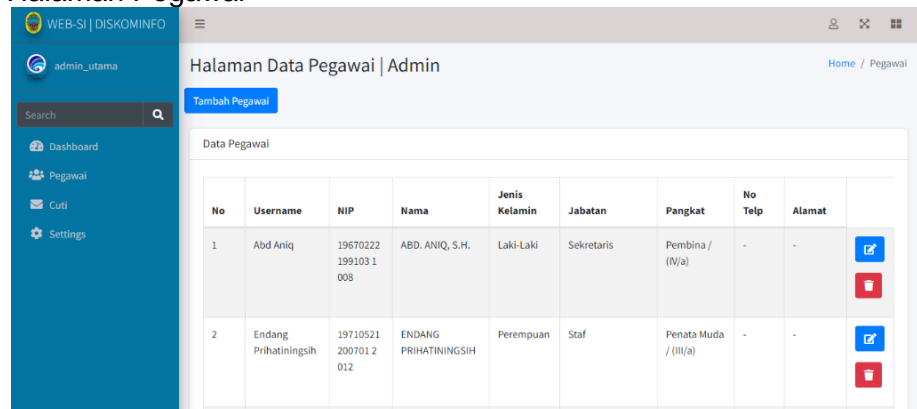 Halaman Pegawai
WEB-SI | DISKOMINFO
admin_utama
Search
Dashboard
Pegawai
Cuti
Settings
Halaman Data Pegawai | Admin
Home / Pegawai
Tambah Pegawai
Data Pegawai
No Username NIP Nama Jenis Kelamin Jabatan Pangkat No Telp Alamat
1 Abd Aniq 19670222 199103 1 008 ABD. ANIQ, S.H. Laki-Laki Sekretaris Pembina / (IV/a) - -
2 Endang Prihatiningsih 19710521 200701 2 012 ENDANG PRIHATININGSIH Perempuan Staf Penata Muda / (III/a) - -